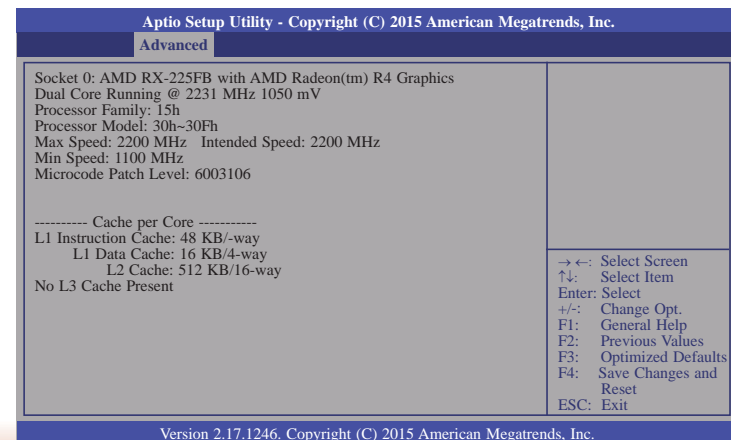 Aptio Setup Utility - Copyright (C) 2015 American Megatrends, Inc.
Advanced
Socket 0: AMD RX-225FB with AMD Radeon(tm) R4 Graphics
Dual Core Running @ 2231 MHz 1050 mV
Processor Family: 15h
Processor Model: 30h~30Fh
Max Speed: 2200 MHz Intended Speed: 2200 MHz
Min Speed: 1100 MHz
Microcode Patch Level: 6003106
---------- Cache per Core -----------
L1 Instruction Cache: 48 KB/-way
L1 Data Cache: 16 KB/4-way
L2 Cache: 512 KB/16-way
No L3 Cache Present
→←: Select Screen
↑↓: Select Item
Enter: Select
+/-: Change Opt.
F1: General Help
F2: Previous Values
F3: Optimized Defaults
F4: Save Changes and
Reset
ESC: Exit
Version 2.17.1246. Copyright (C) 2015 American Megatrends, Inc.